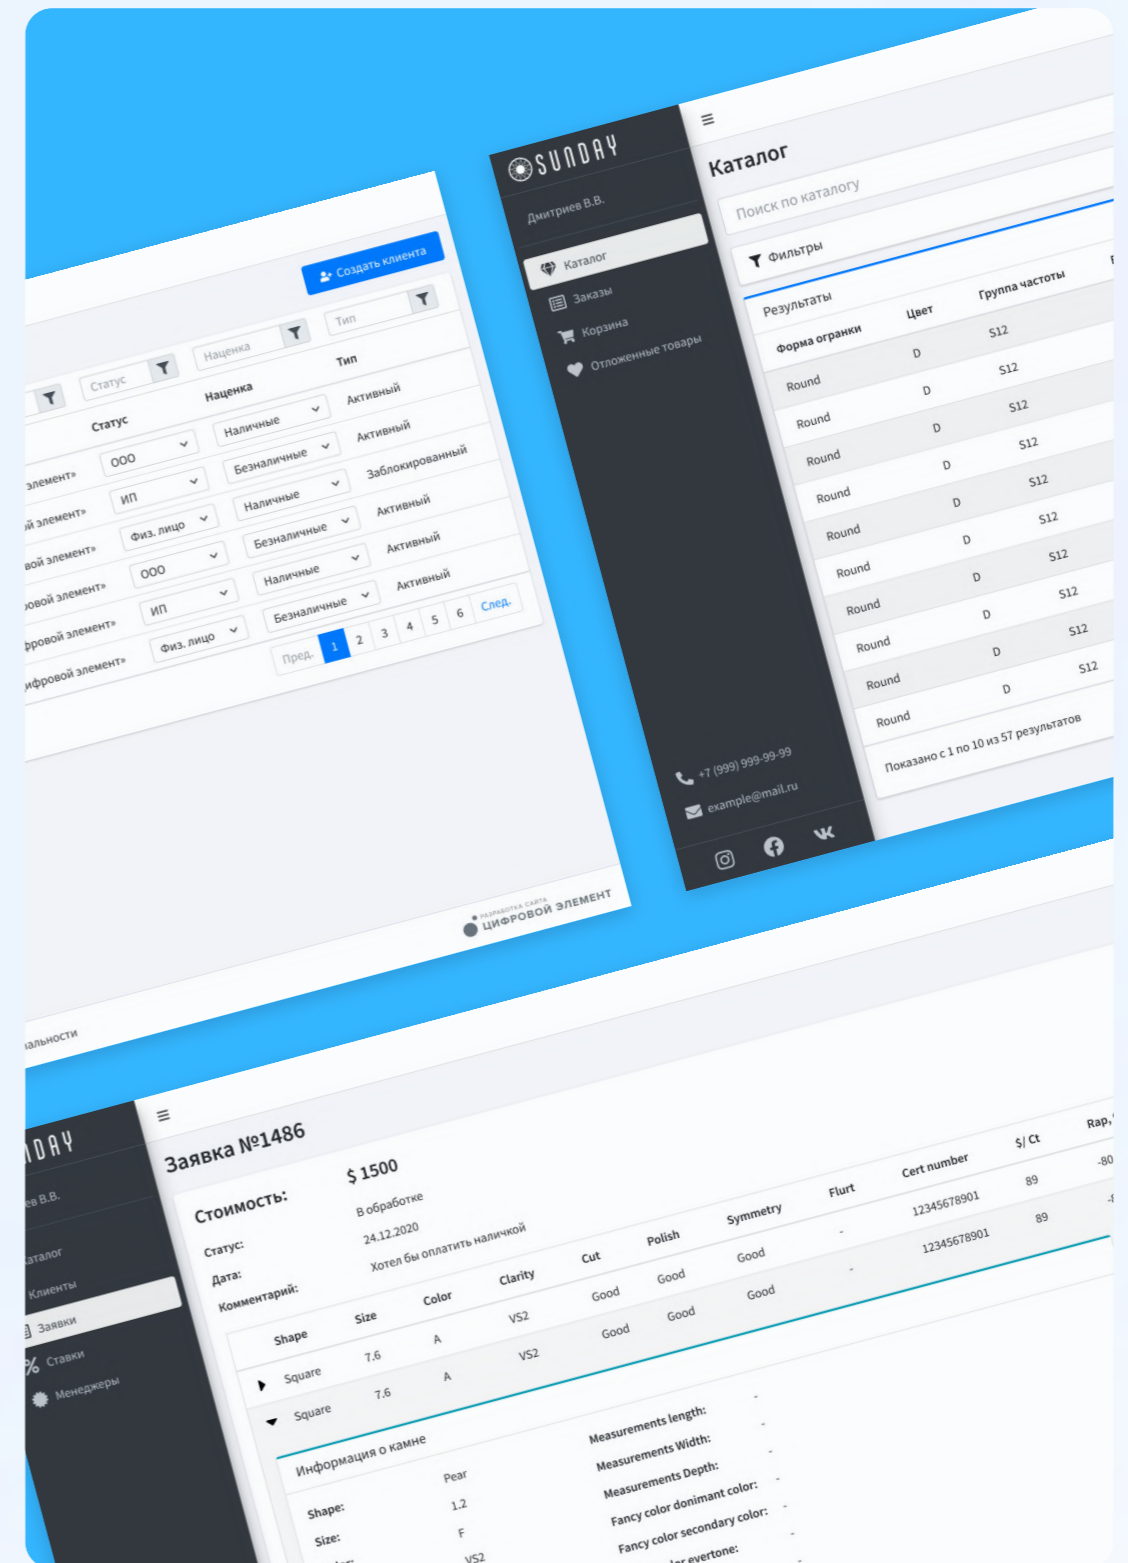 Создать клиента
Статус
Наценка
Тип
Статус Наценка Тип
элемент» ООО Наличные Активный
элемент» ИП Безналичные Активный
элемент» Физ. лицо Наличные Заблокированный
элемент» ООО Безналичные Активный
элемент» ИП Наличные Активный
элемент» Физ. лицо Безналичные Активный
Пред. 1 2 3 4 5 6 След.
РАЗРАБОТКА САЙТА
ЦИФРОВОЙ ЭЛЕМЕНТ
SUNDAY
Дмитриев В.В.
Каталог
Заказы
Корзина
Отложенные товары
+7 (999) 999-99-99
example@mail.ru
Каталог
Поиск по каталогу
Фильтры
Результаты
Форма огранки Цвет Группа частоты
Round D S12
Round D S12
Round D S12
Round D S12
Round D S12
Round D S12
Round D S12
Round D S12
Round D S12
Round D S12
Показано с 1 по 10 из 57 результатов
В.В.
Клиенты
Заявки
Ставки
Менеджеры
Заявка №1486
Стоимость: $ 1500
Статус: В обработке
Дата: 24.12.2020
Комментарий: Хотел бы оплатить наличкой
Shape Size Color Clarity Cut Polish Symmetry Flurt Cert number $/ Ct Rap,
Square 7.6 A VS2 Good Good Good - 12345678901 89 -80
Square 7.6 A VS2 Good Good Good - 12345678901 89
Информация о камне
Shape: Pear
Size: 1.2
F
VS2
Measurements length: -
Measurements Width: -
Measurements Depth: -
Fancy color donimant color: -
Fancy color secondary color: -
evertone: -